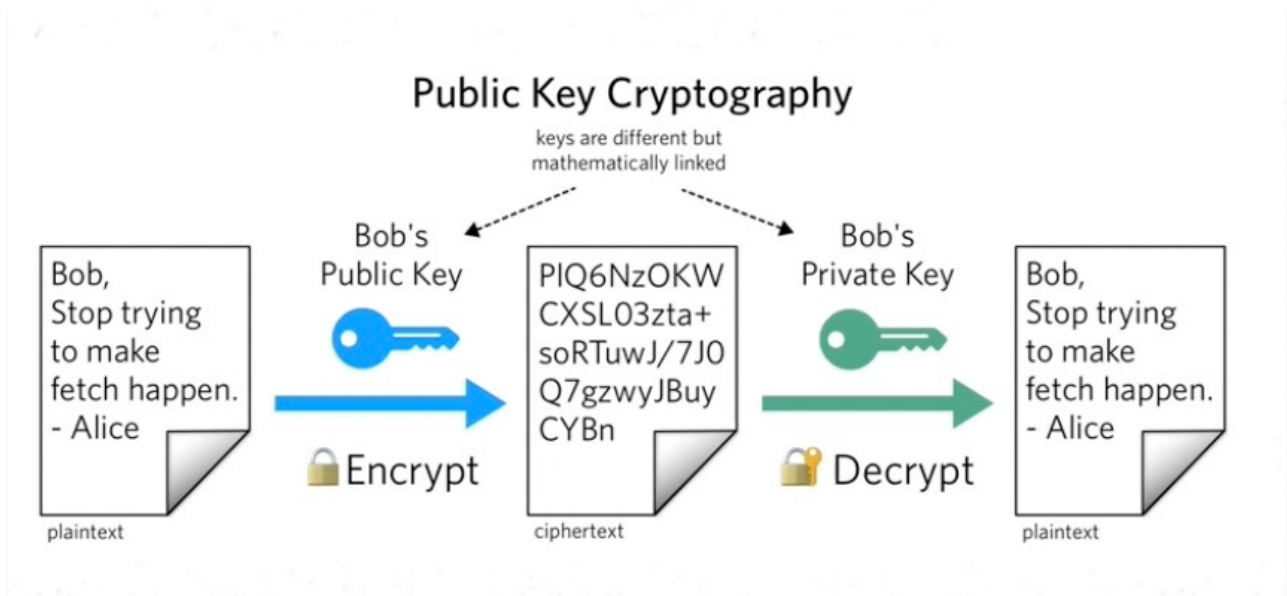 Public Key Cryptography
keys are different but
mathematically linked
Bob,
Stop trying
to make
fetch happen.
- Alice
plaintext
Bob's
Public Key
Encrypt
PlQ6NzOKW
CXSL03zta+
soRTuwJ/7J0
Q7gzwyJBuy
CYBn
ciphertext
Bob's
Private Key
Decrypt
Bob,
Stop trying
to make
fetch happen.
- Alice
plaintext